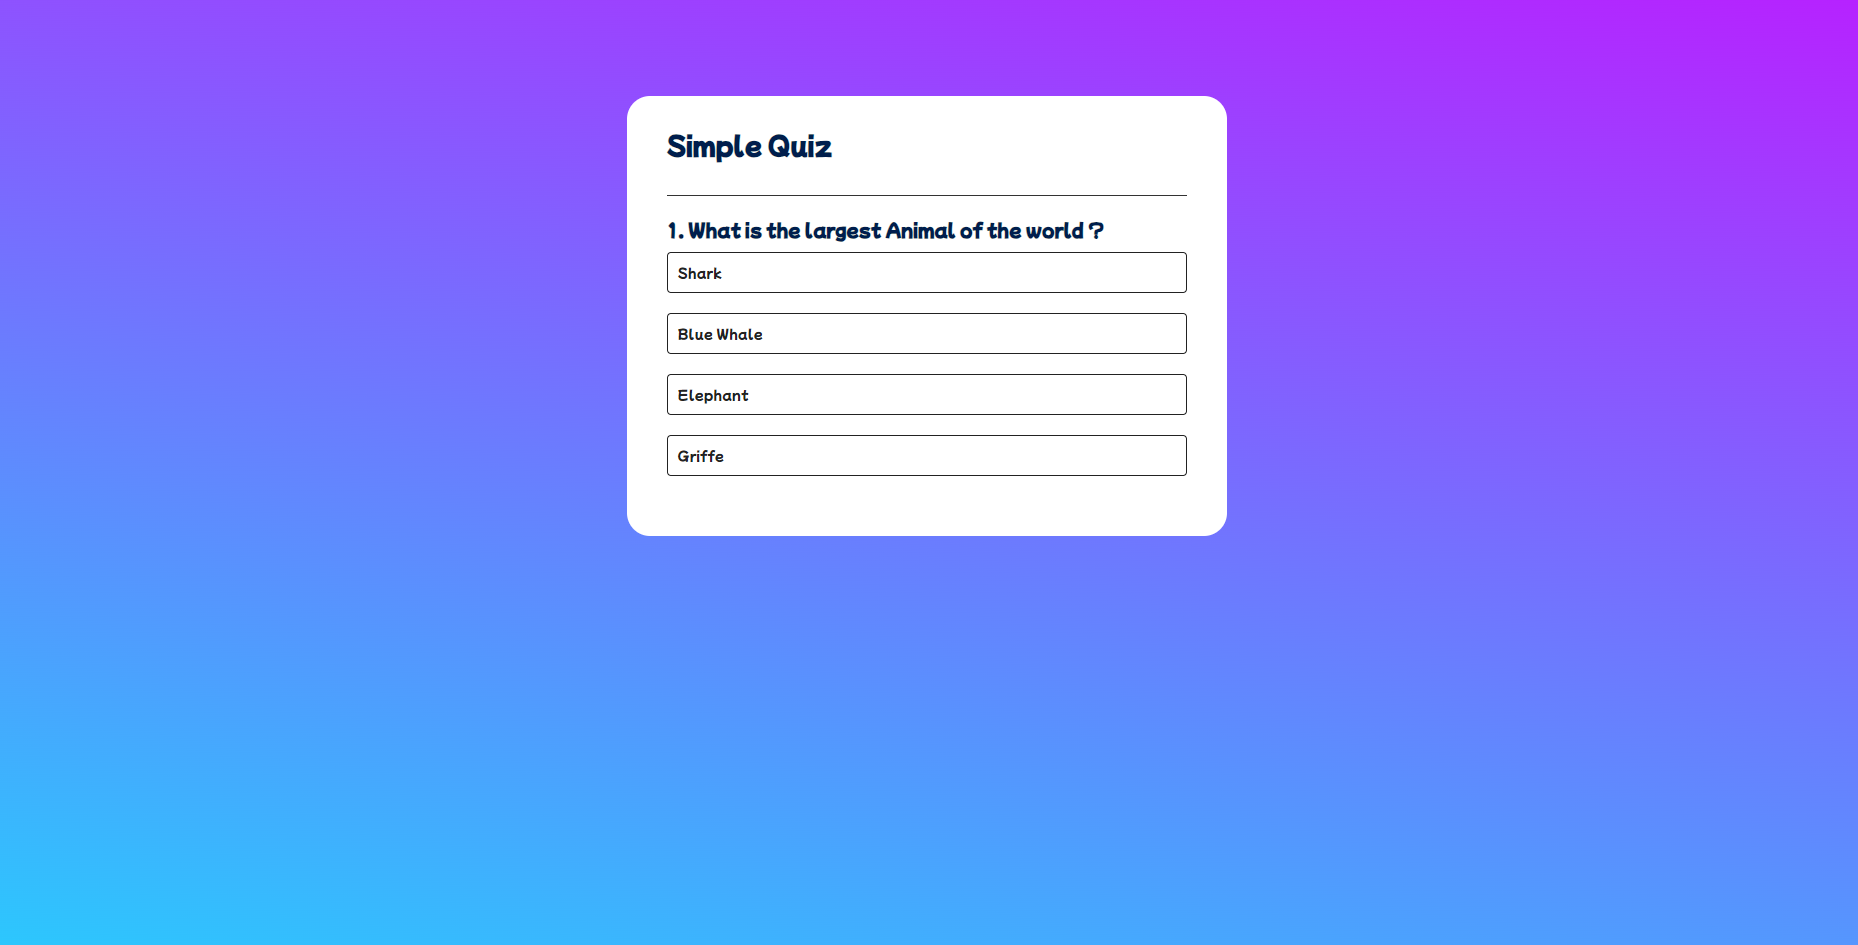 Simple Quiz
1. What is the largest Animal of the world ?
Shark
Blue Whale
Elephant
Griffe